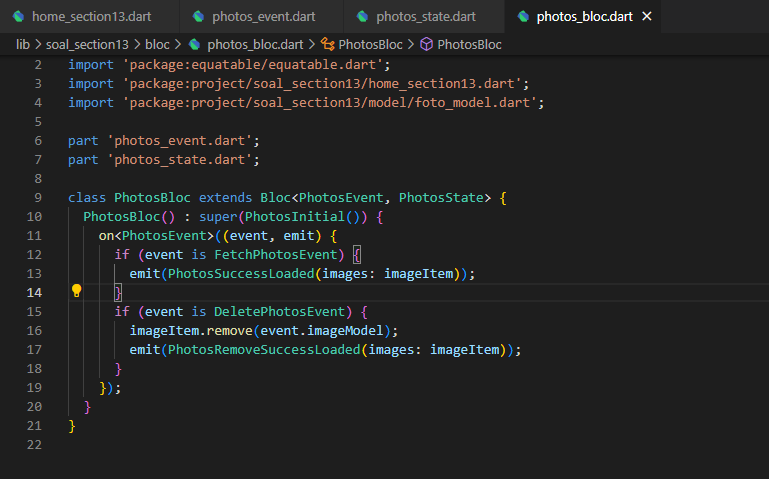 home_section13.dart photos_event.dart photos_state.dart photos_bloc.dart
lib > soal_section13 > bloc > photos_bloc.dart > PhotosBloc > PhotosBloc
2 import 'package:equatable/equatable.dart';
3 import 'package:project/soal_section13/home_section13.dart';
4 import 'package:project/soal_section13/model/foto_model.dart';
5
6 part 'photos_event.dart';
7 part 'photos_state.dart';
8
9 class PhotosBloc extends Bloc<PhotosEvent, PhotosState> {
10   PhotosBloc() : super(PhotosInitial()) {
11     on<PhotosEvent>((event, emit) {
12       if (event is FetchPhotosEvent) {
13         emit(PhotosSuccessLoaded(images: imageItem));
14       }
15       if (event is DeletePhotosEvent) {
16         imageItem.remove(event.imageModel);
17         emit(PhotosRemoveSuccessLoaded(images: imageItem));
18       }
19     });
20   }
21 }
22